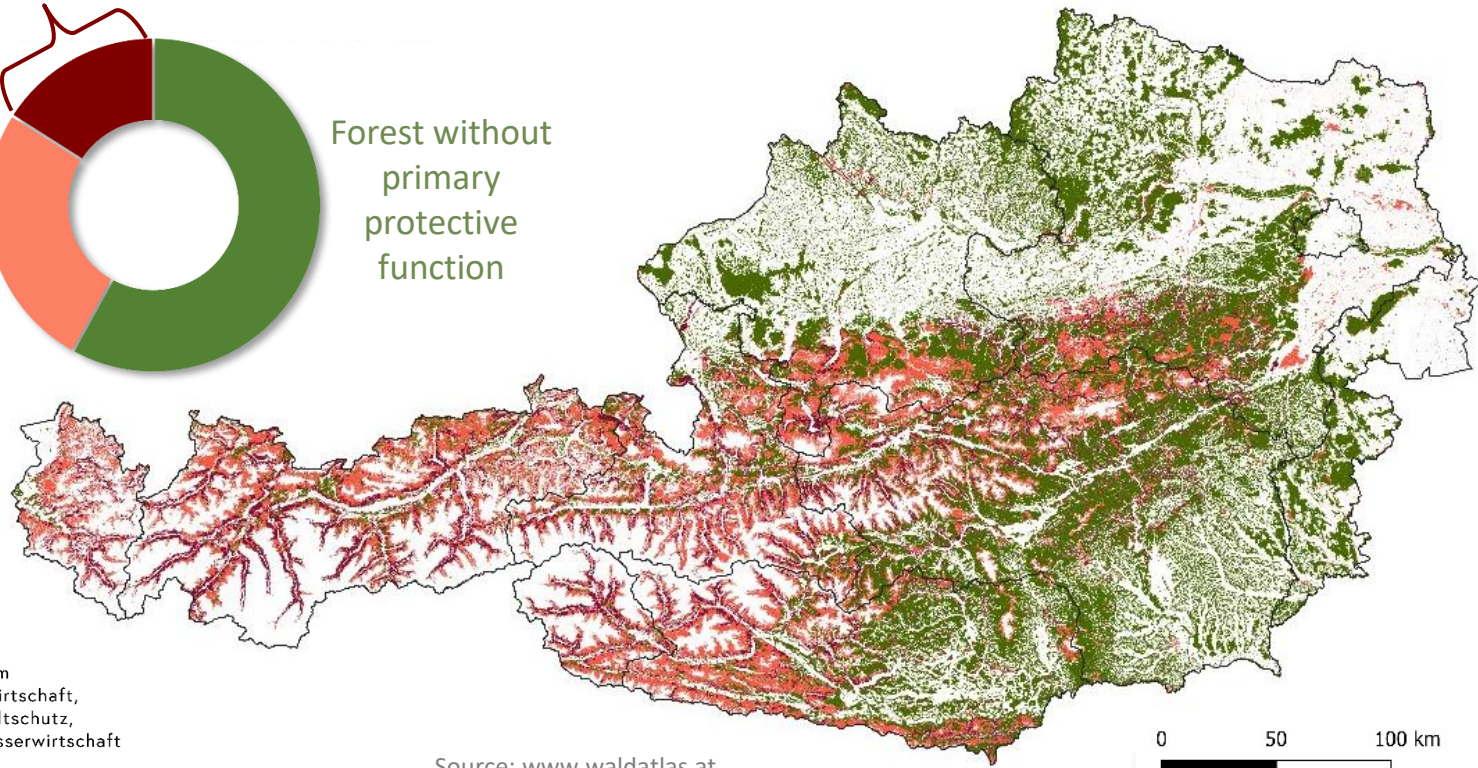 Forest without
primary
protective
function
irtschaft,
ltschutz,
sserwirtschaft
Source: www.waldatlas.at
0 50 100 km